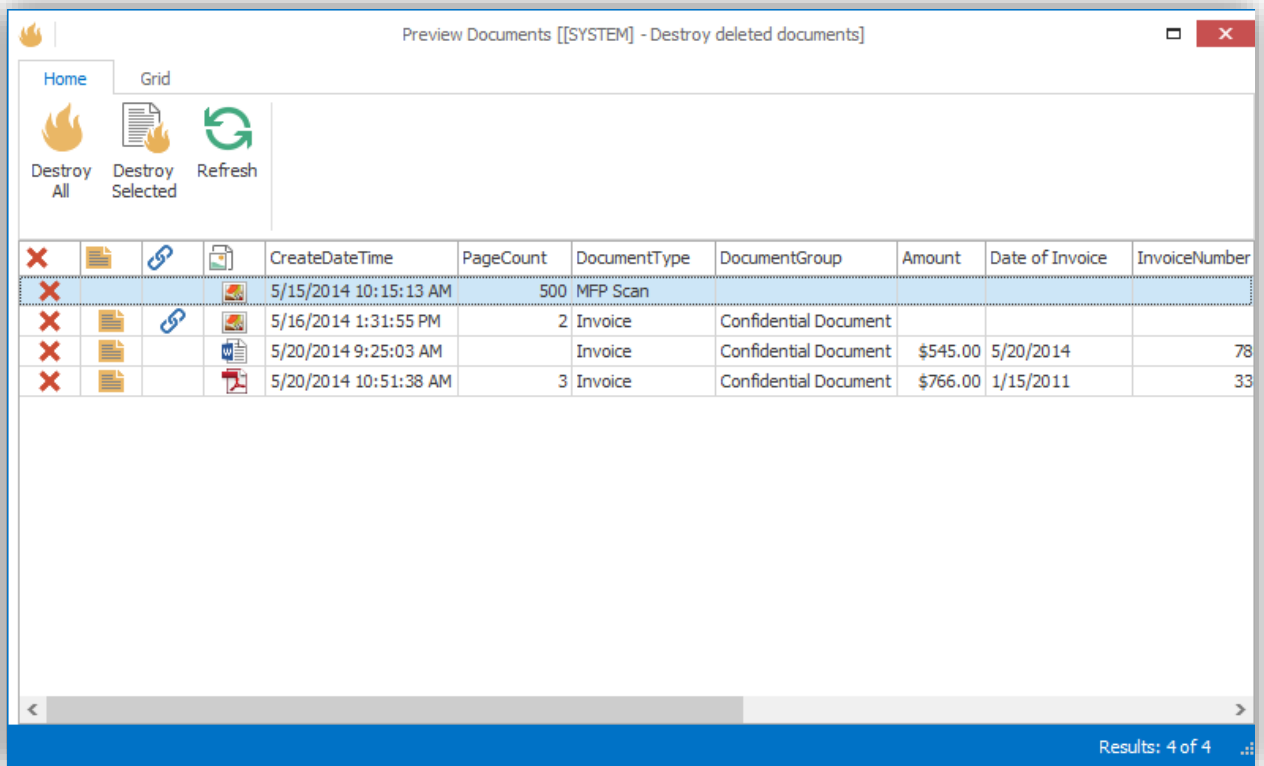 Preview Documents [[SYSTEM] - Destroy deleted documents]
Home Grid
Destroy All Destroy Selected Refresh
CreateDateTime PageCount DocumentType DocumentGroup Amount Date of Invoice InvoiceNumber
5/15/2014 10:15:13 AM 500 MFP Scan
5/16/2014 1:31:55 PM 2 Invoice Confidential Document
5/20/2014 9:25:03 AM Invoice Confidential Document $545.00 5/20/2014 78
5/20/2014 10:51:38 AM 3 Invoice Confidential Document $766.00 1/15/2011 33
Results: 4 of 4